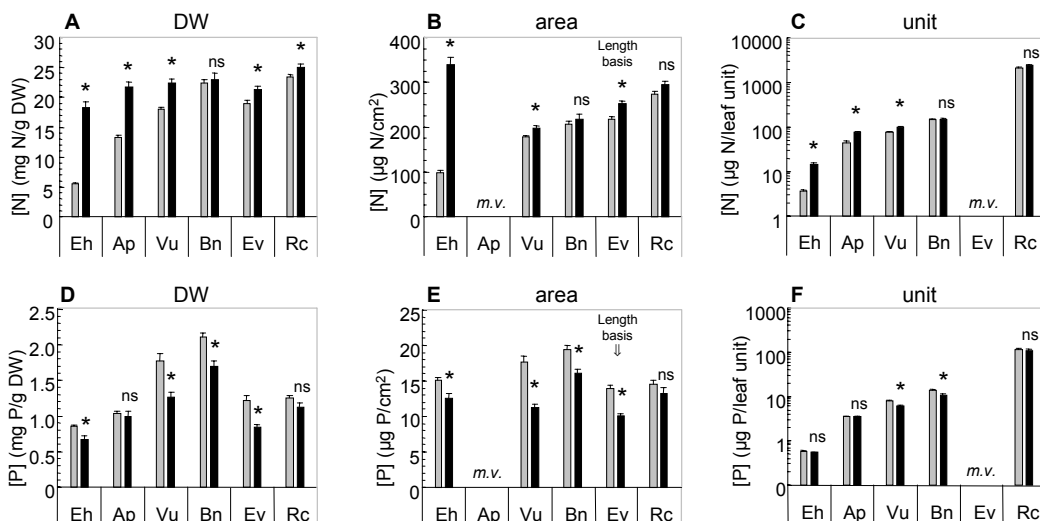 A DW
[N] (mg N/g DW)
30
25
20
15
10
5
0
* * * ns * *
Eh Ap Vu Bn Ev Rc
B area
[N] (µg N/cm2)
400
300
200
100
0
Length
basis
* * ns * ns
m.v.
Eh Ap Vu Bn Ev Rc
C unit
[N] (µg N/leaf unit)
10000
1000
100
10
1
* * * ns ns
m.v.
Eh Ap Vu Bn Ev Rc
D DW
[P] (mg P/g DW)
2.5
2.0
1.5
1.0
0.5
0
* ns * * * ns
Eh Ap Vu Bn Ev Rc
E area
[P] (µg P/cm2)
25
20
15
10
5
0
Length
basis
⇓
* * * * ns
m.v.
Eh Ap Vu Bn Ev Rc
F unit
[P] (µg P/leaf unit)
1000
100
10
1
0
ns ns * * ns
m.v.
Eh Ap Vu Bn Ev Rc